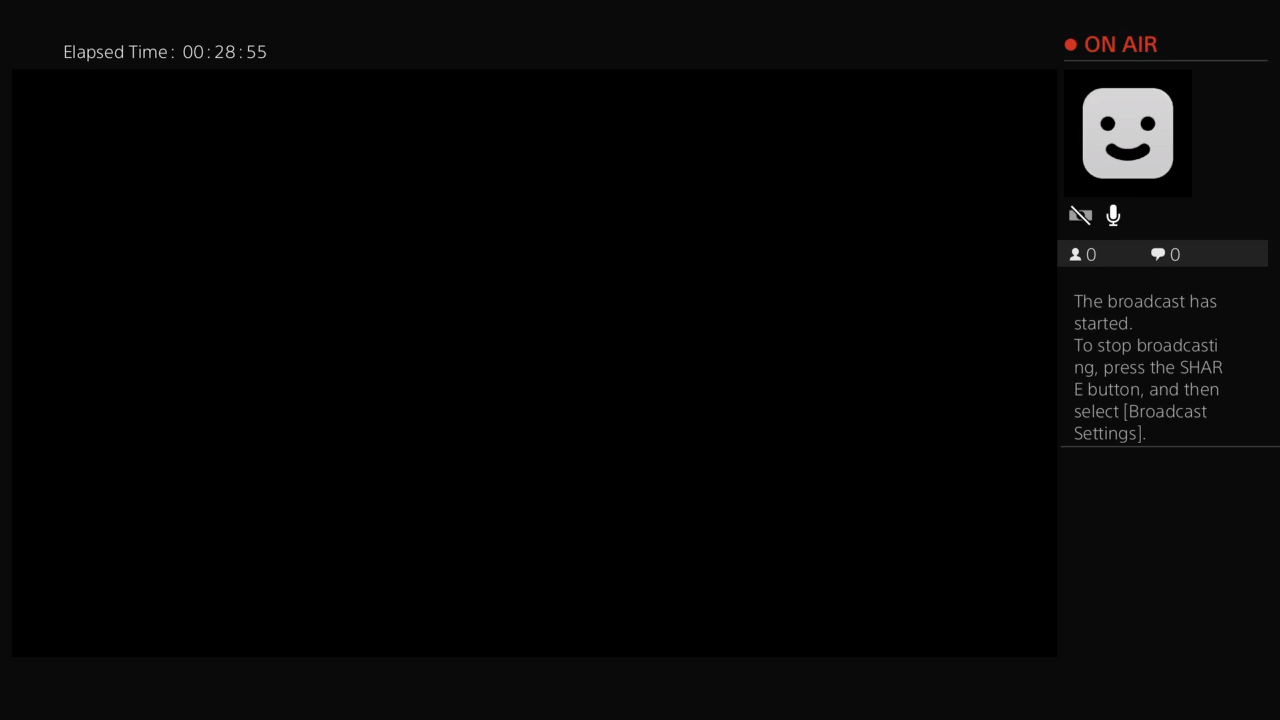 Elapsed Time: 00:28:55
ON AIR
0 0
The broadcast has
started.
To stop broadcasti
ng, press the SHAR
E button, and then
select [Broadcast
Settings].